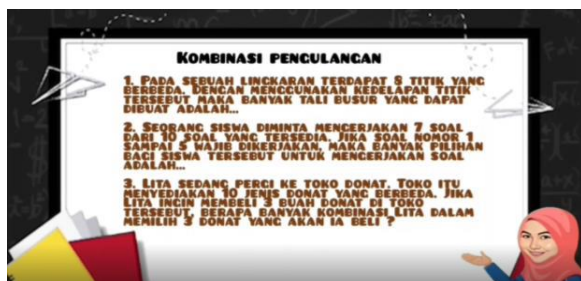 KOMBINASI PENGULANGAN
1. PADA SEBUAH LINGKARAN TERDAPAT 8 TITIK YANG
BERBEDA. DENGAN MENGGUNAKAN KEDELAPAN TITIK
TERSEBUT MAKA BANYAK TALI BUSUR YANG DAPAT
DIBUAT ADALAH...
2. SEORANG SISWA DIMINTA MENGERJAKAN 7 SOAL
DARI 10 SOAL YANG TERSEDIA. JIKA SOAL NOMOR 1
SAMPAI 5 WAJIB DIKERJAKAN, MAKA BANYAK PILIHAN
BAGI SISWA TERSEBUT UNTUK MENGERJAKAN SOAL
ADALAH...
3. LITA SEDANG PERGI KE TOKO DONAT. TOKO ITU
MENYEDIAKAN 10 JENIS DONAT YANG BERBEDA. JIKA
LITA INGIN MEMBELI 3 BUAH DONAT DI TOKO
TERSEBUT, BERAPA BANYAK KOMBINASI LITA DALAM
MEMILIH 3 DONAT YANG AKAN IA BELI ?